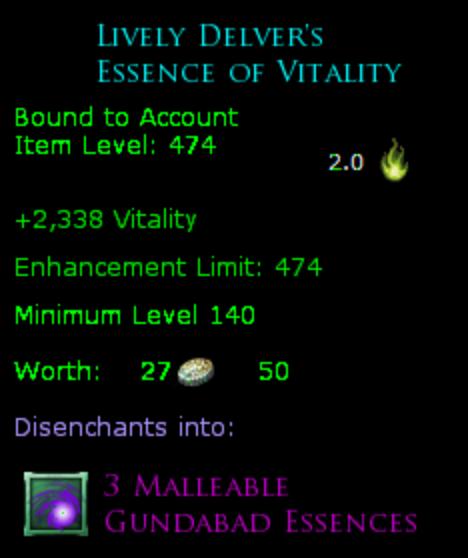 Lively Delver's
Essence of Vitality
Bound to Account
Item Level: 474
2.0
+2,338 Vitality
Enhancement Limit: 474
Minimum Level 140
Worth: 27 50
Disenchants into:
3 Malleable
Gundabad Essences